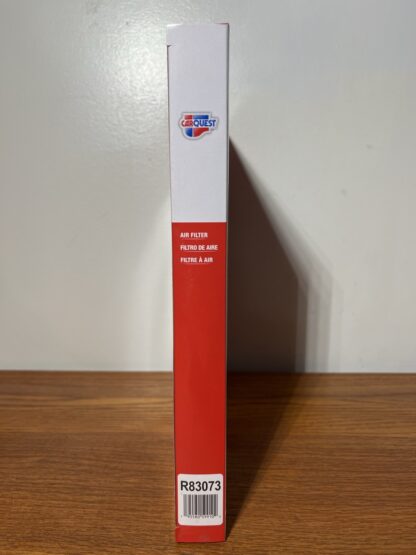 CARQUEST
AIR FILTER
FILTRO DE AIRE
FILTRE À AIR
R83073